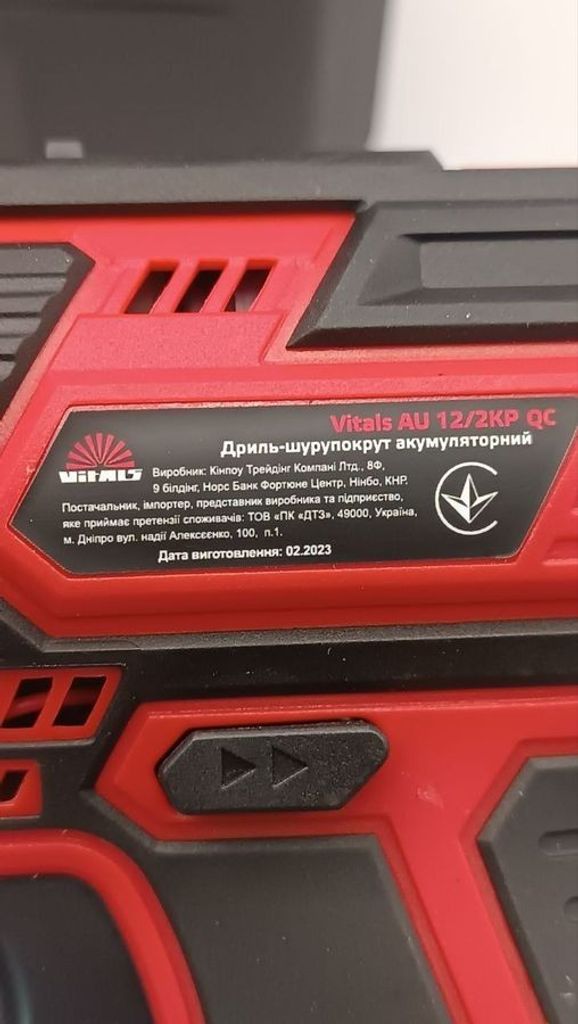 Vitals AU 12/2KP QC
Дриль-шурупокрут акумуляторний
VITALS
Виробник: Кінпоу Трейдінг Компані Лтд., 8Ф,
9 білдінг, Норс Банк Фортюне Центр, Нінбо, КНР.
Постачальник, імпортер, представник виробника та підприємство,
яке приймає претензії споживачів: ТОВ «ПК «ДТЗ», 49000, Україна,
м. Дніпро вул. надії Алексєєнко, 100, п.1.
Дата виготовлення: 02.2023